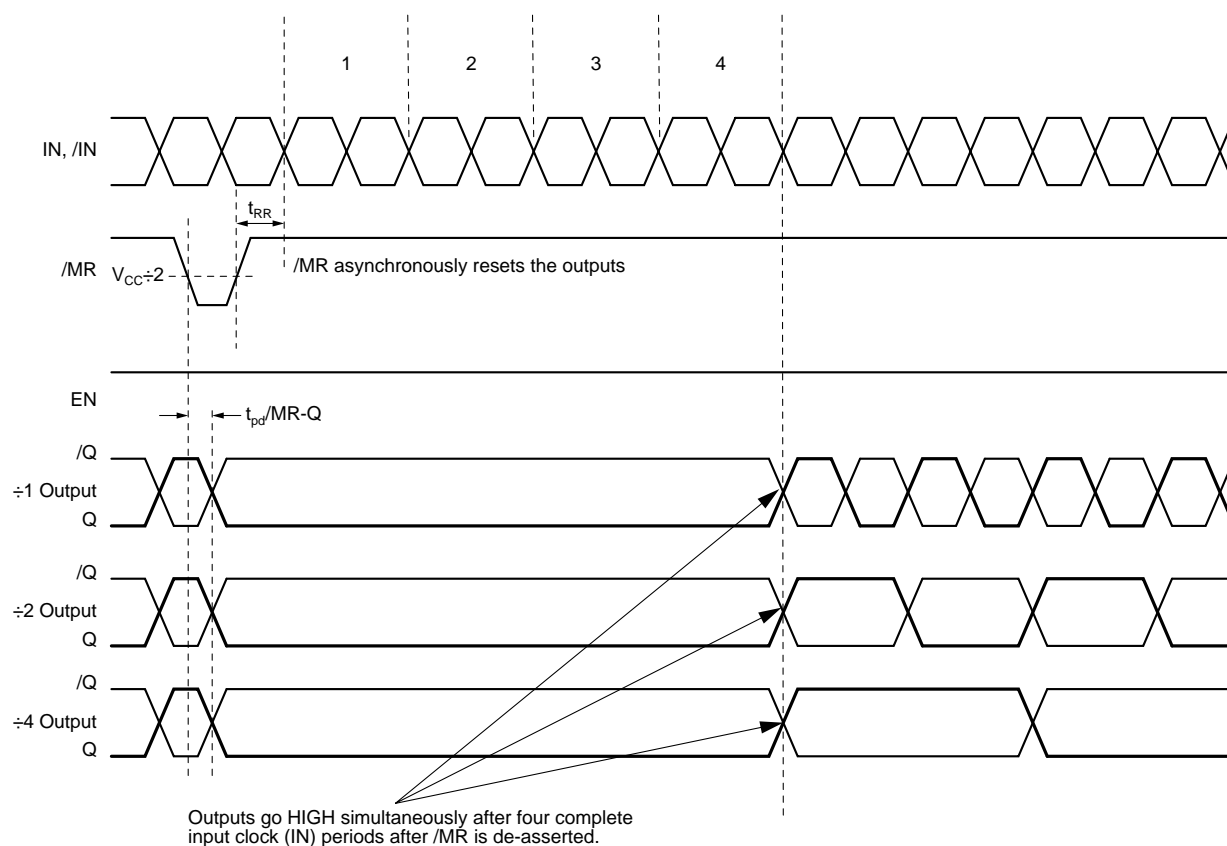 1 2 3 4
IN, /IN
tRR
/MR
VCC÷2
/MR asynchronously resets the outputs
EN
tpd/MR-Q
/Q
÷1 Output
Q
/Q
÷2 Output
Q
/Q
÷4 Output
Q
Outputs go HIGH simultaneously after four complete
input clock (IN) periods after /MR is de-asserted.